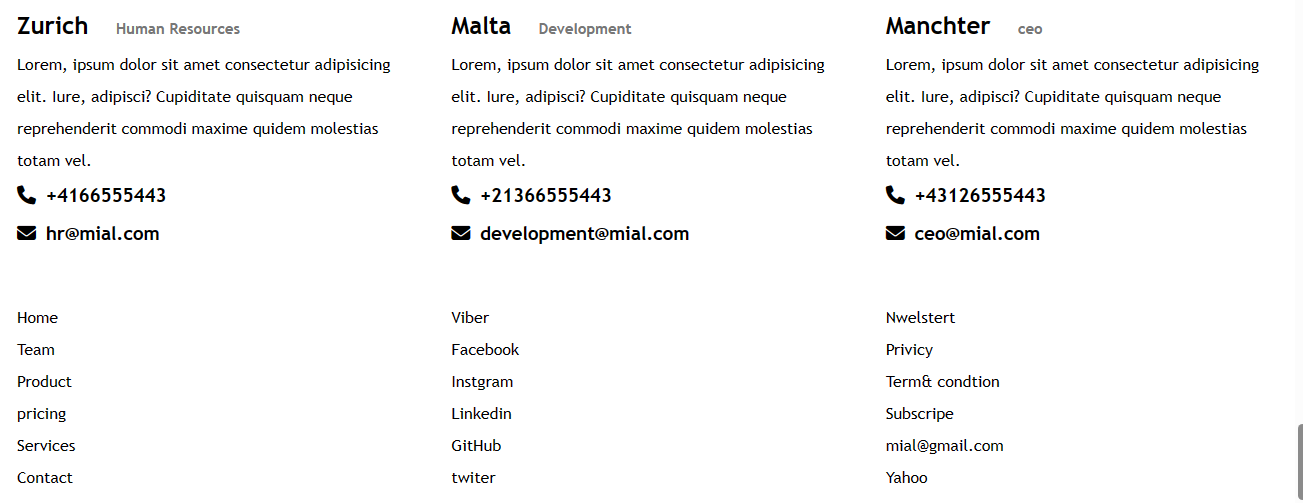 Zurich Human Resources
Lorem, ipsum dolor sit amet consectetur adipisicing
elit. Iure, adipisci? Cupiditate quisquam neque
reprehenderit commodi maxime quidem molestias
totam vel.
+4166555443
hr@mial.com
Malta Development
Lorem, ipsum dolor sit amet consectetur adipisicing
elit. Iure, adipisci? Cupiditate quisquam neque
reprehenderit commodi maxime quidem molestias
totam vel.
+21366555443
development@mial.com
Manchter ceo
Lorem, ipsum dolor sit amet consectetur adipisicing
elit. Iure, adipisci? Cupiditate quisquam neque
reprehenderit commodi maxime quidem molestias
totam vel.
+43126555443
ceo@mial.com
Home
Team
Product
pricing
Services
Contact
Viber
Facebook
Instgram
Linkedin
GitHub
twiter
Nwelstert
Privicy
Term& condtion
Subscripe
mial@gmail.com
Yahoo